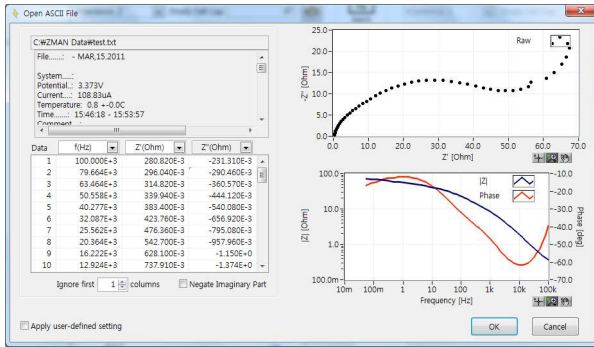 Open ASCII File
C:₩ZMAN Data₩test.txt
File......: - MAR,15.2011
System.....:
Potential..: 3.373V
Current....: 108.83uA
Temperature: 0.8 +-0.0C
Time.......: 15:46:18 - 15:53:57
Comment
Data f(Hz) Z'(Ohm) Z"(Ohm)
1 100.000E+3 280.820E-3 -231.310E-3
2 79.664E+3 296.040E-3 -290.460E-3
3 63.464E+3 314.820E-3 -360.570E-3
4 50.558E+3 339.940E-3 -444.120E-3
5 40.277E+3 383.400E-3 -540.080E-3
6 32.087E+3 423.760E-3 -656.920E-3
7 25.562E+3 476.360E-3 -795.080E-3
8 20.364E+3 542.700E-3 -957.960E-3
9 16.222E+3 628.100E-3 -1.150E+0
10 12.924E+3 737.910E-3 -1.374E+0
Ignore first 1 columns Negate Imaginary Part
Apply user-defined setting
25.0
20.0
15.0
10.0
5.0
0.0
-Z" [Ohm]
Raw
0.0 10.0 20.0 30.0 40.0 50.0 60.0 70.0
Z' [Ohm]
100.0
10.0
1.0
100.0m
|Z| [Ohm]
|Z|
Phase
-10.0
-20.0
-30.0
-40.0
-50.0
-60.0
-70.0
Phase [deg]
10m 100m 1 10 100 1k 10k 100k
Frequency [Hz]
OK Cancel